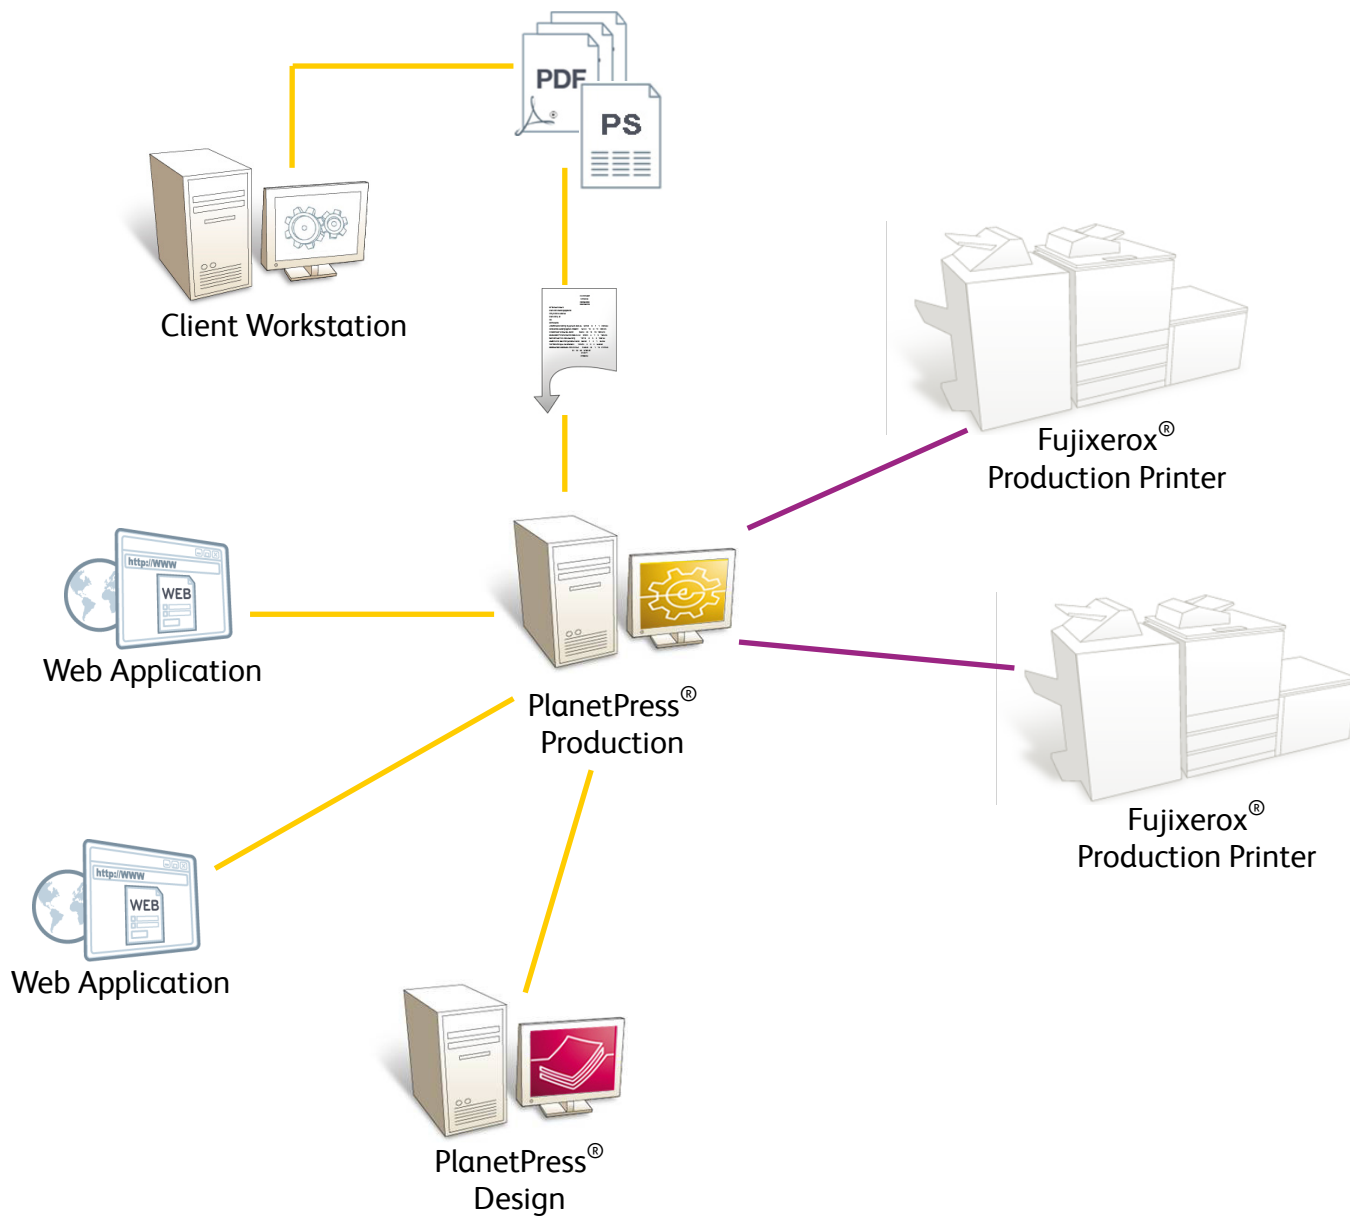 PDF
PS
Client Workstation
Fujixerox®
Production Printer
http://WWW
WEB
Web Application
PlanetPress®
Production
Fujixerox®
Production Printer
http://WWW
WEB
Web Application
PlanetPress®
Design